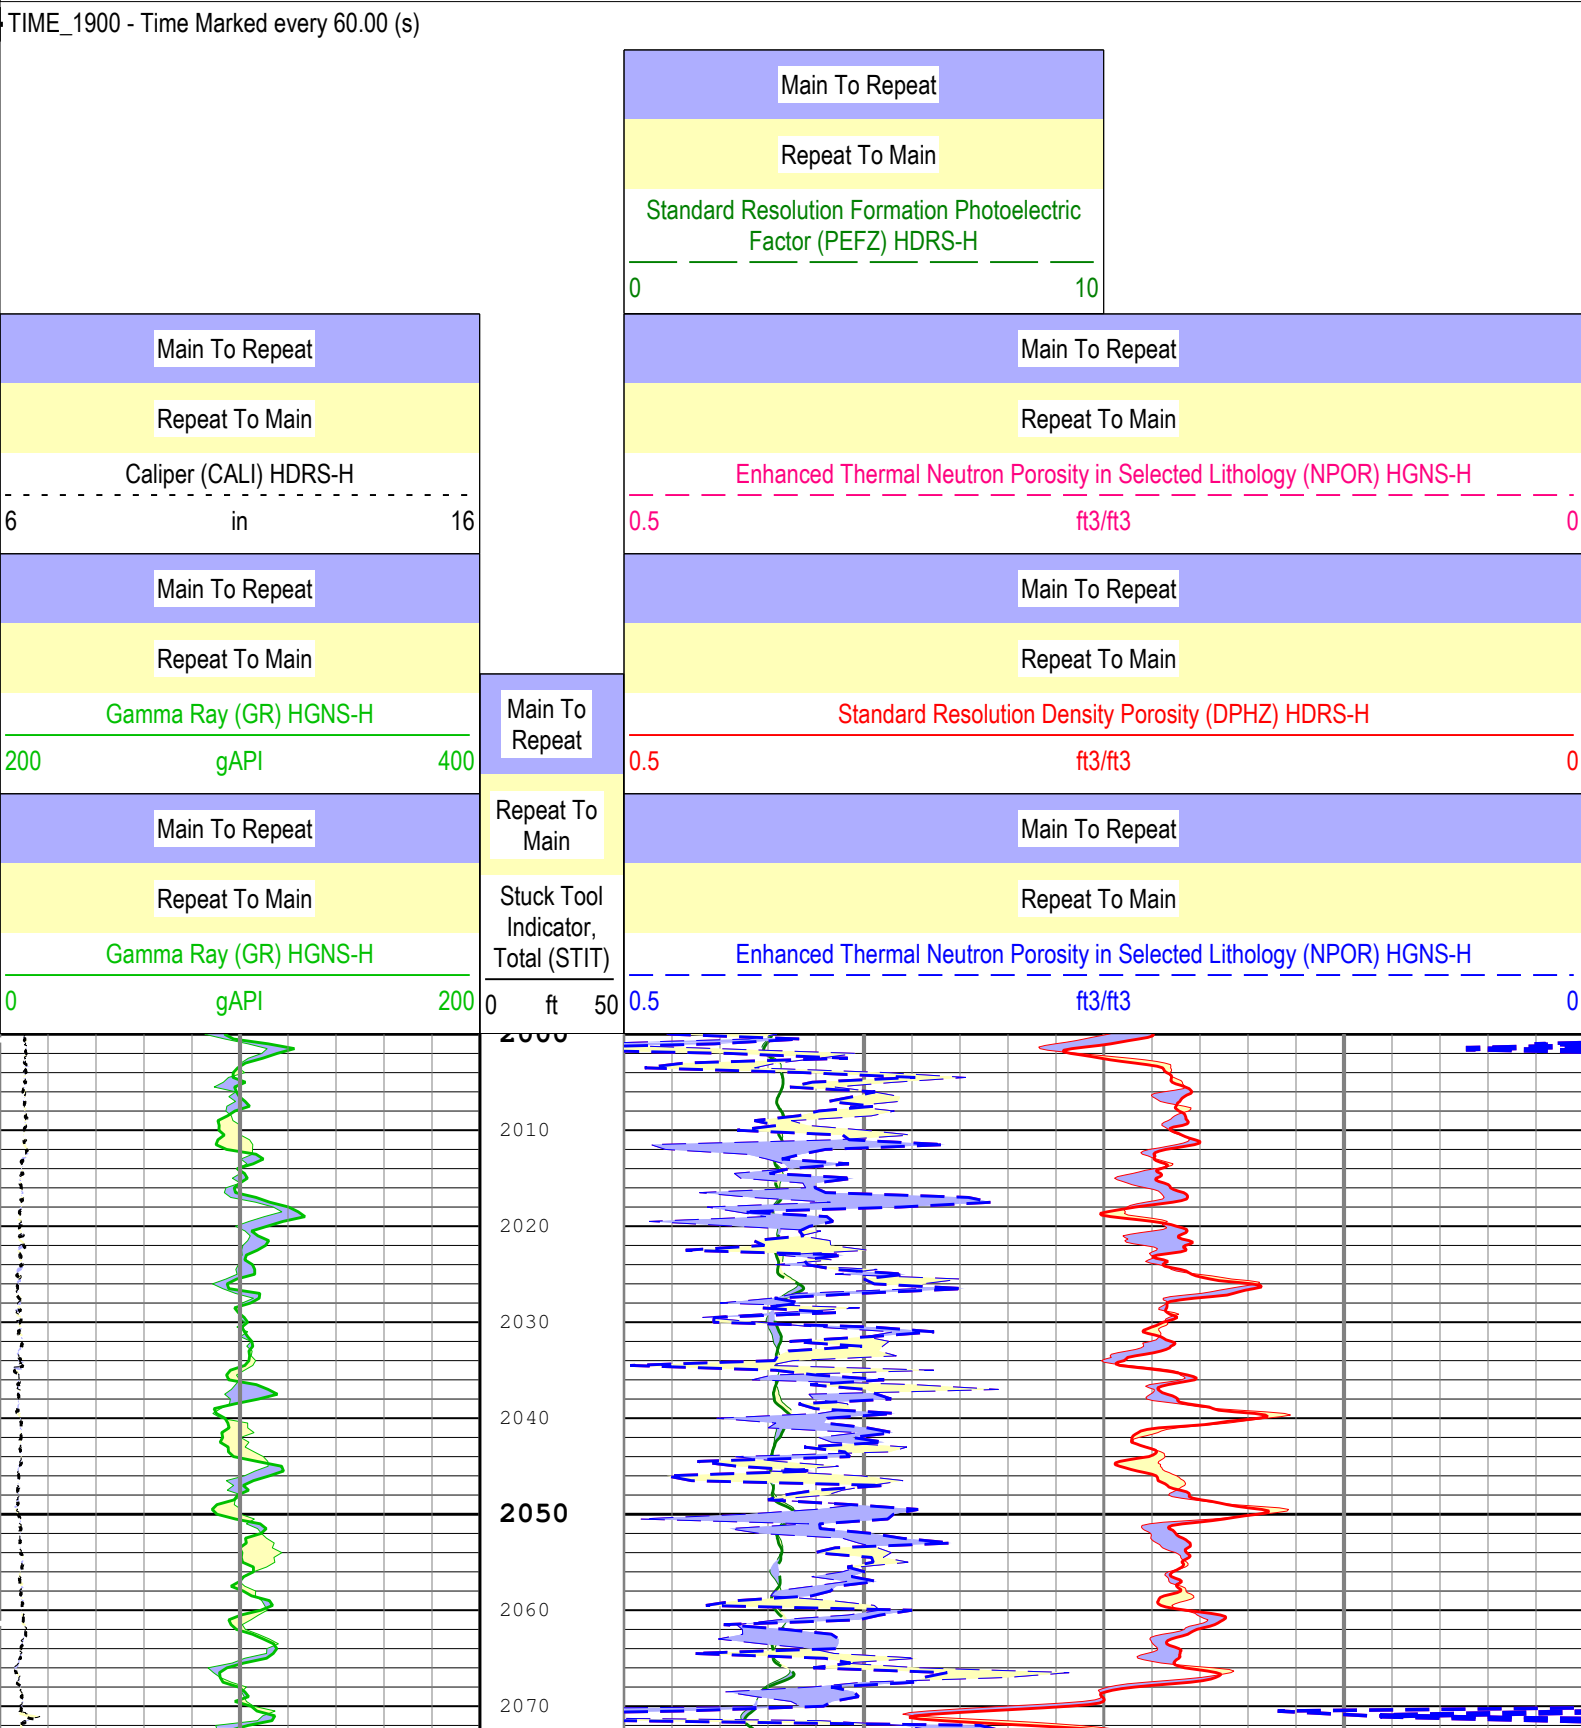 TIME_1900 - Time Marked every 60.00 (s)
Main To Repeat
Repeat To Main
Standard Resolution Formation Photoelectric
Factor (PEFZ) HDRS-H
0 10
Main To Repeat
Repeat To Main
Caliper (CALI) HDRS-H
6 in 16
Main To Repeat
Repeat To Main
Enhanced Thermal Neutron Porosity in Selected Lithology (NPOR) HGNS-H
0.5 ft3/ft3 0
Main To Repeat
Repeat To Main
Gamma Ray (GR) HGNS-H
200 gAPI 400
Main To Repeat
Repeat To Main
Standard Resolution Density Porosity (DPHZ) HDRS-H
0.5 ft3/ft3 0
Main To Repeat
Repeat To Main
Gamma Ray (GR) HGNS-H
0 gAPI 200
Main To
Repeat
Repeat To
Main
Stuck Tool
Indicator,
Total (STIT)
0 ft 50
Main To Repeat
Repeat To Main
Enhanced Thermal Neutron Porosity in Selected Lithology (NPOR) HGNS-H
0.5 ft3/ft3 0
2000
2010
2020
2030
2040
2050
2060
2070